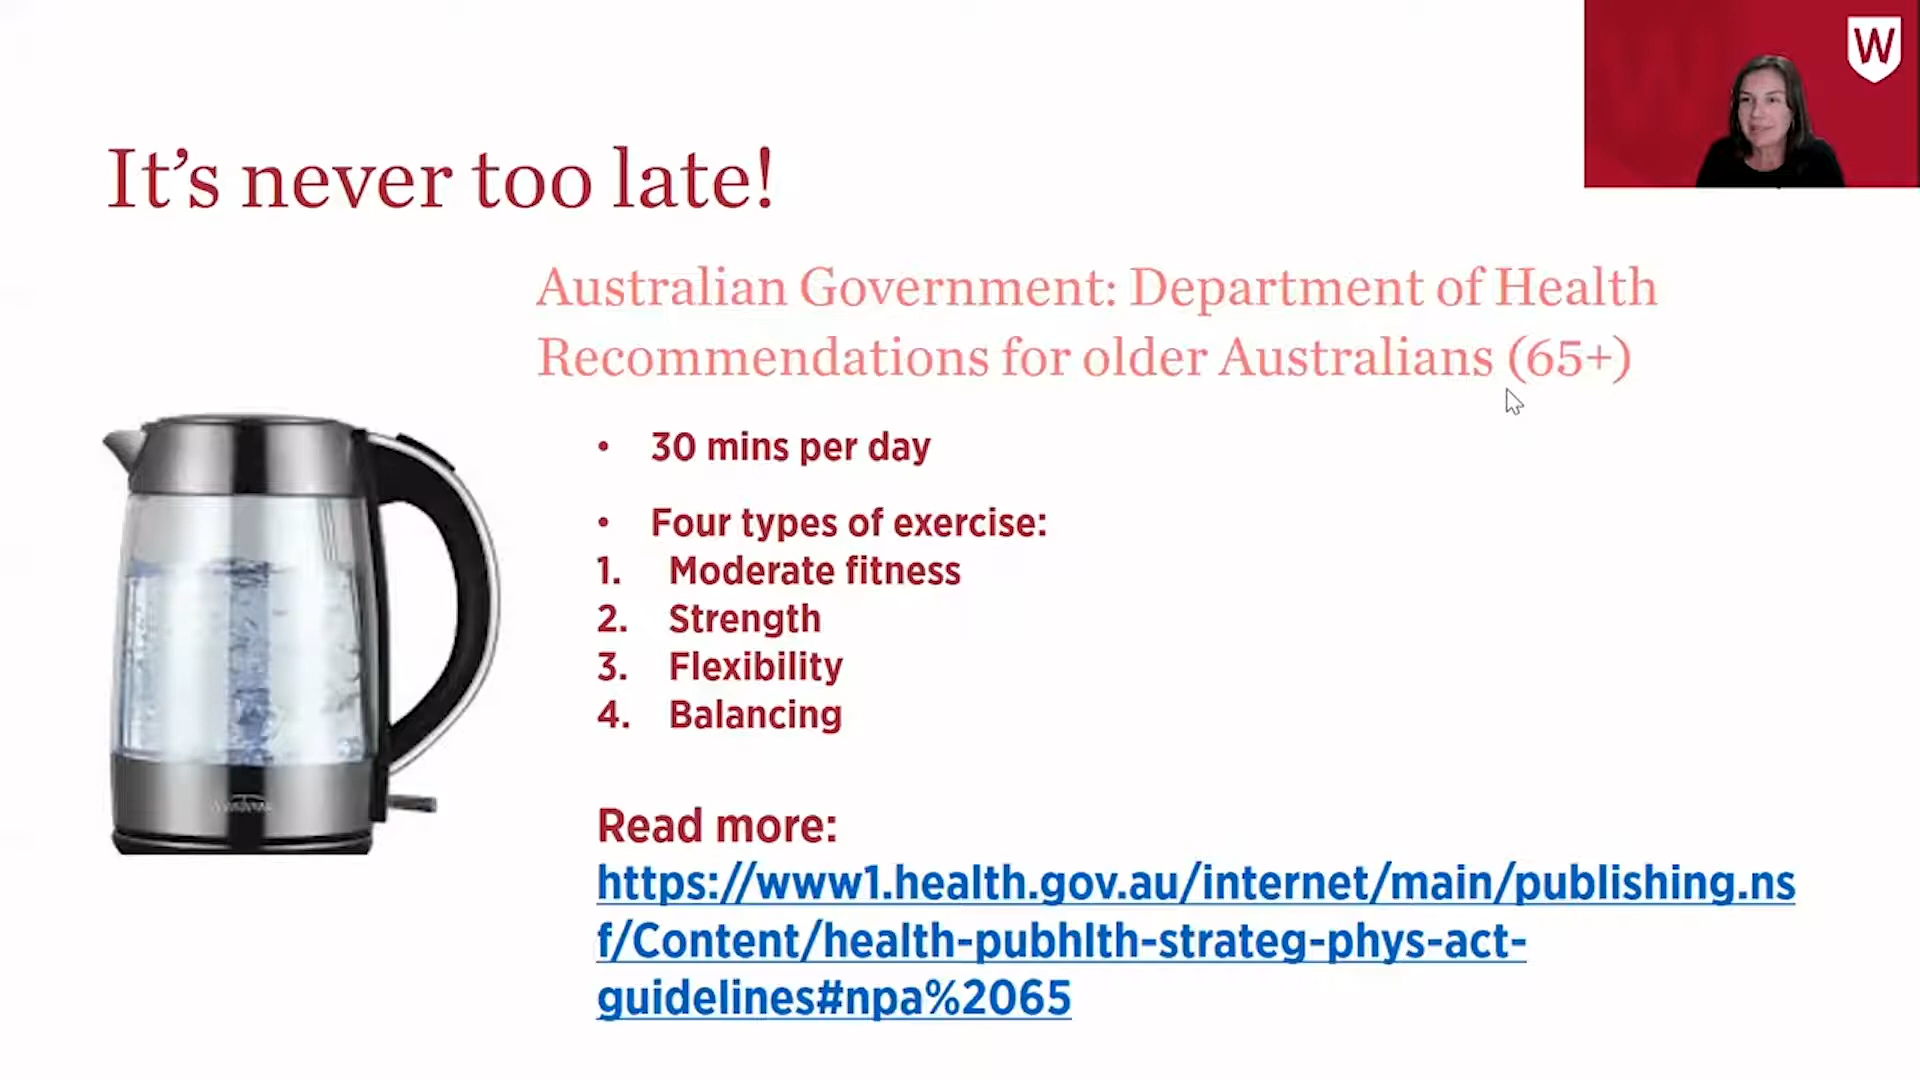 W
It's never too late!
Australian Government: Department of Health
Recommendations for older Australians (65+)
• 30 mins per day
• Four types of exercise:
1. Moderate fitness
2. Strength
3. Flexibility
4. Balancing
Read more:
https://www1.health.gov.au/internet/main/publishing.ns
f/Content/health-pubhlth-strateg-phys-act-
guidelines#npa%2065